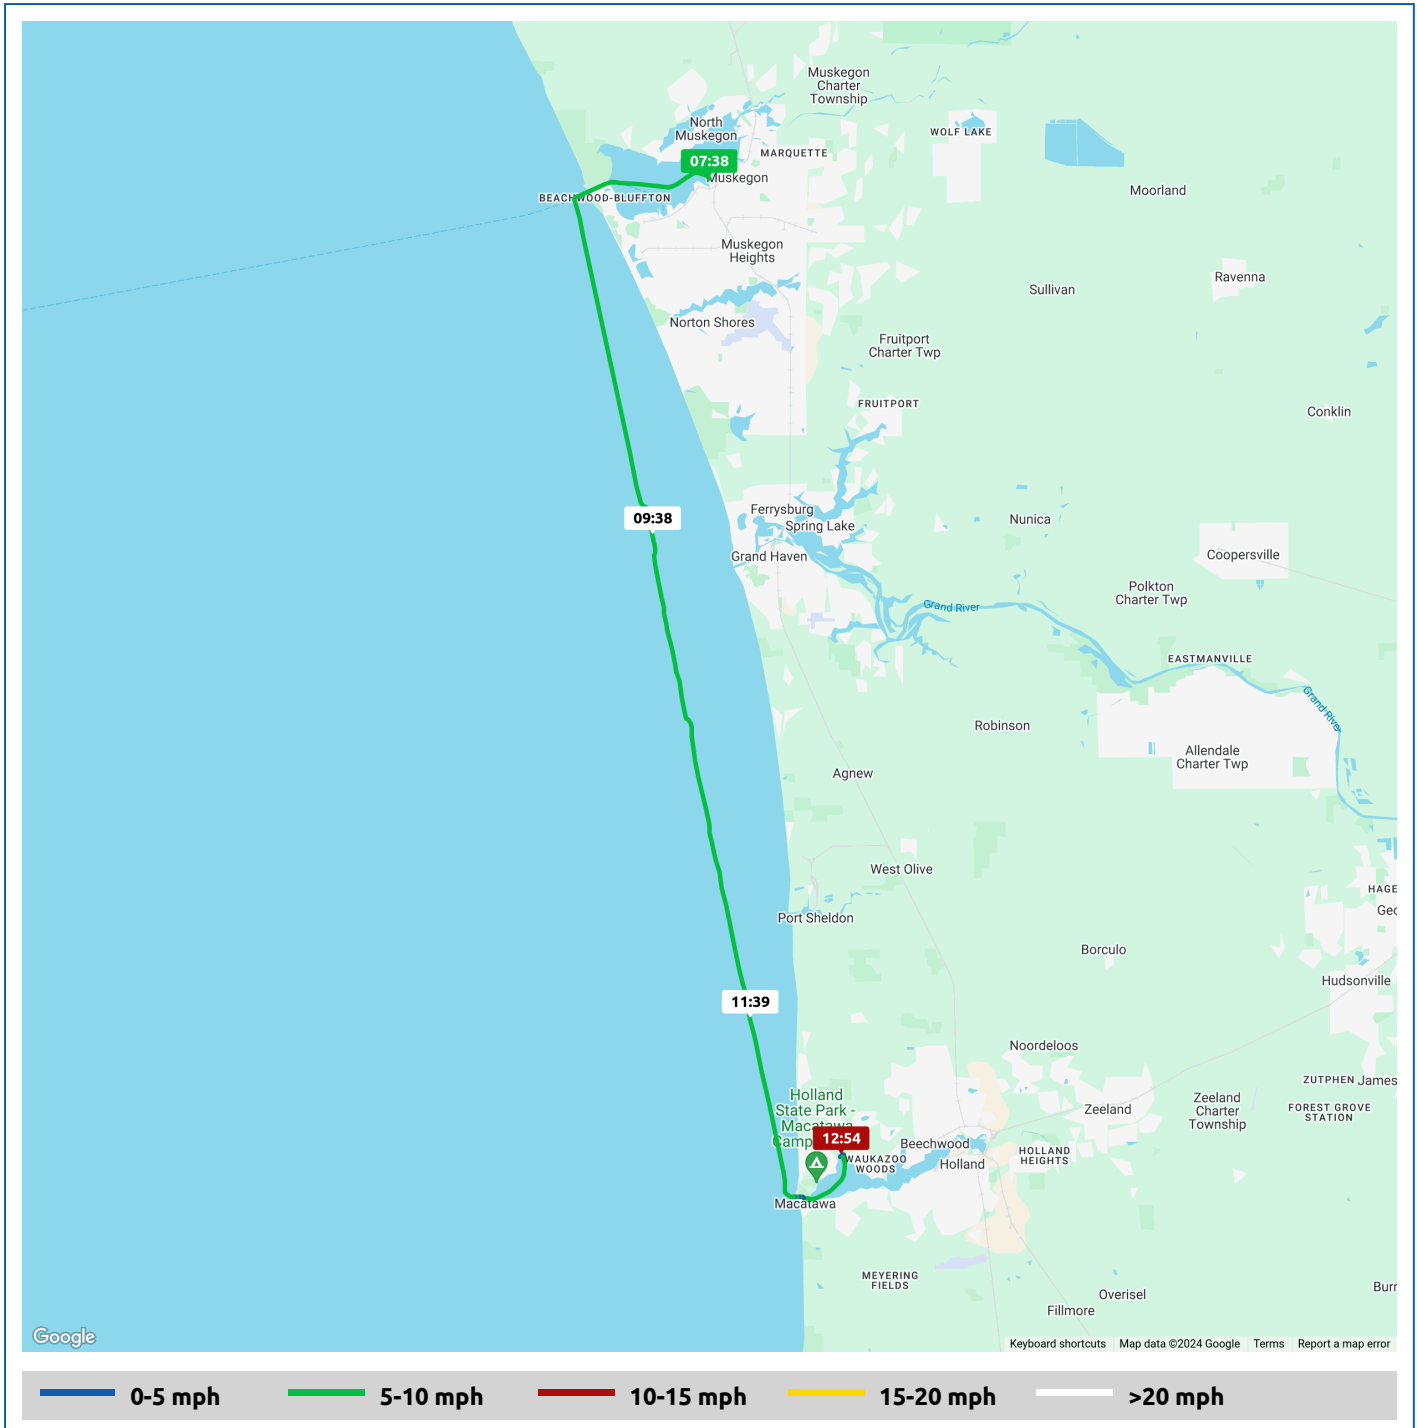 Muskegon
Charter
Township
North
Muskegon
WOLF LAKE
MARQUETTE
07:38
Muskegon
Moorland
BEACHWOOD-BLUFFTON
Muskegon
Heights
Ravenna
Sullivan
Norton Shores
Fruitport
Charter Twp
FRUITPORT
Conklin
Ferrysburg
09:38
Nunica
Spring Lake
Grand Haven
Coopersville
Polkton
Charter Twp
Grand River
EASTMANVILLE
Grand River
Robinson
Allendale
Charter Twp
Agnew
West Olive
HAGE
Geo
Port Sheldon
Borculo
Hudsonville
11:39
Noordeloos
ZUTPHEN
James
Holland
State Park -
Macatawa
Camp
12:54
Zeeland
Zeeland
Charter
Township
FOREST GROVE
STATION
Beechwood
WAUKAZOO
WOODS
Holland
HOLLAND
HEIGHTS
Macatawa
MEYERING
FIELDS
Burn
Overisel
Fillmore
Google
Keyboard shortcuts
Map data ©2024 Google
Terms
Report a map error
0-5 mph
5-10 mph
10-15 mph
15-20 mph
>20 mph